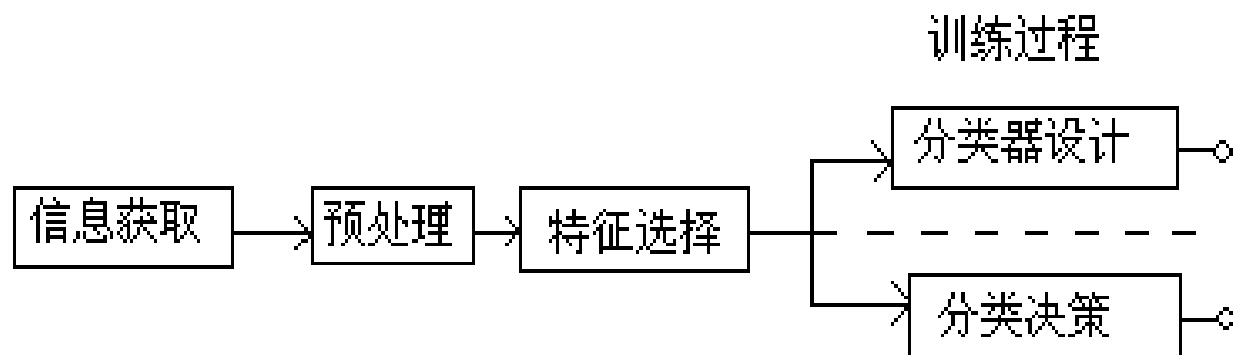 训练过程
分类器设计
信息获取
预处理
特征选择
分类决策